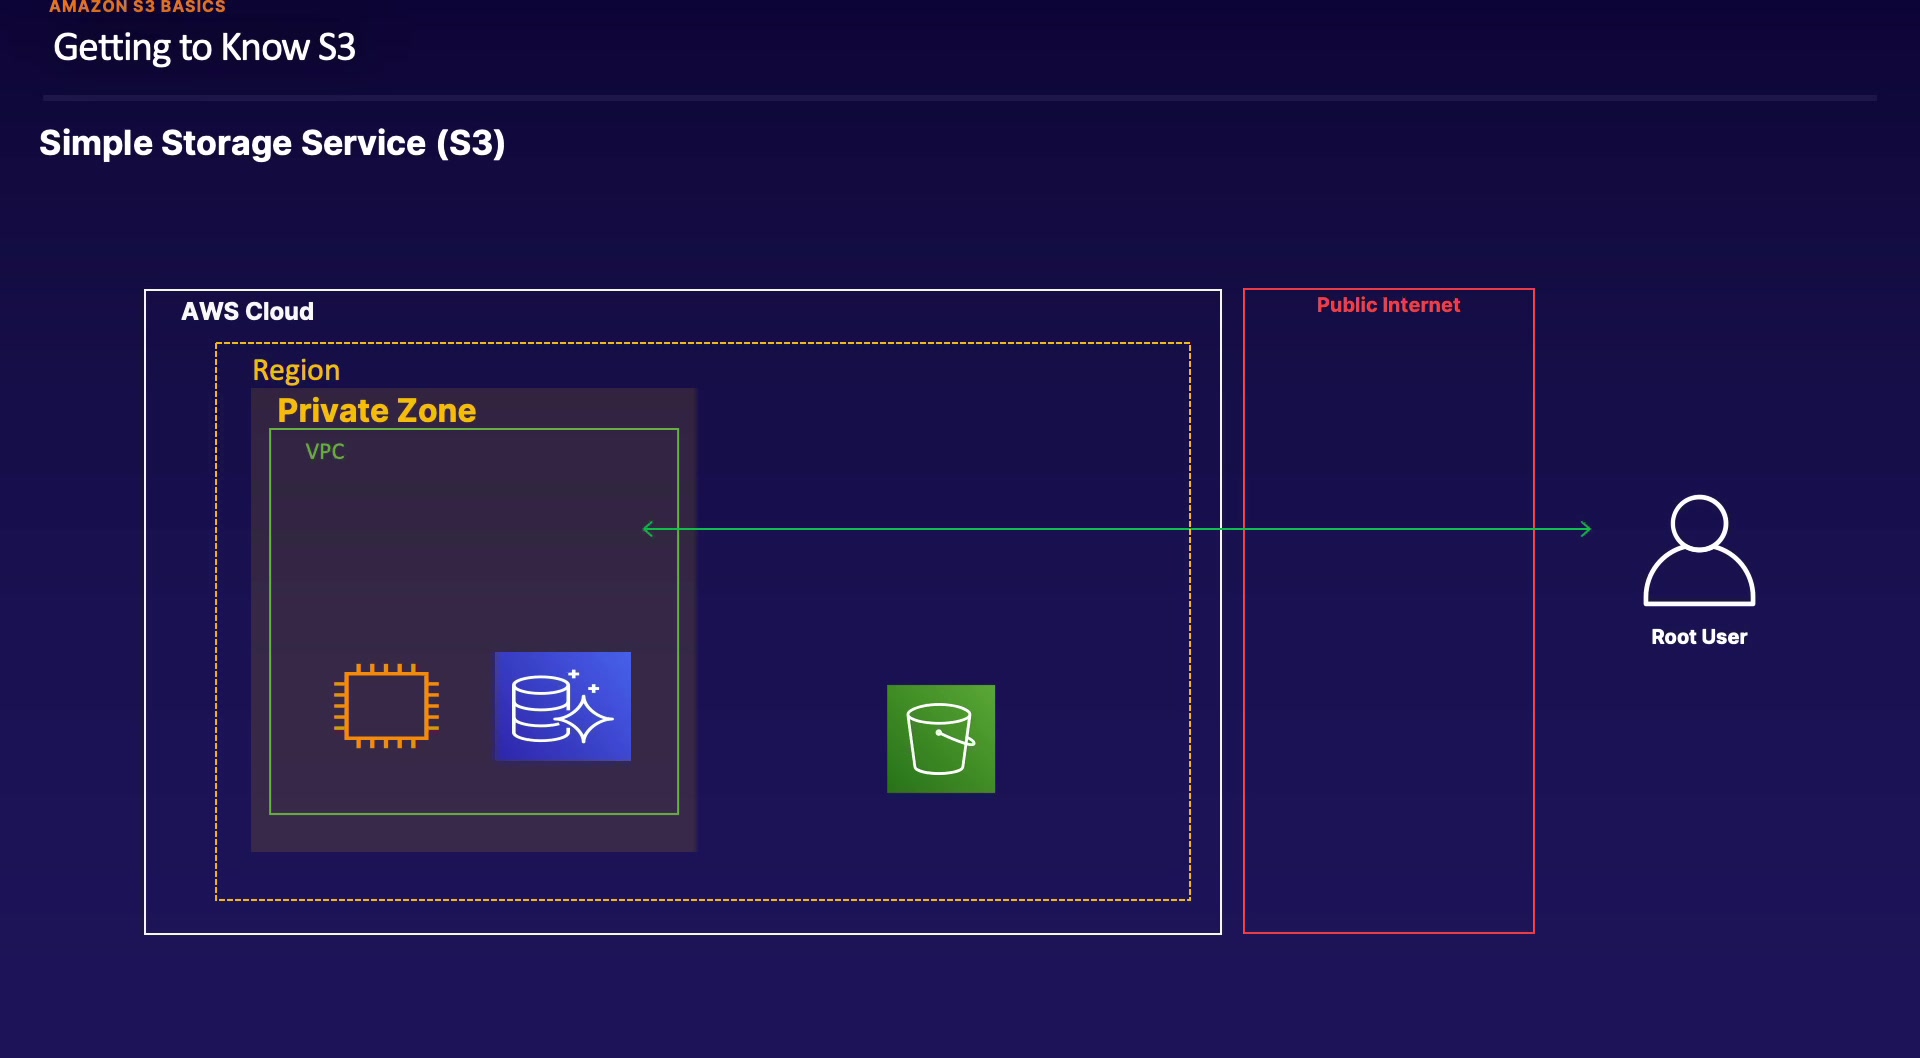 AMAZON S3 BASICS
Getting to Know S3
Simple Storage Service (S3)
AWS Cloud
Public Internet
Region
Private Zone
VPC
Root User